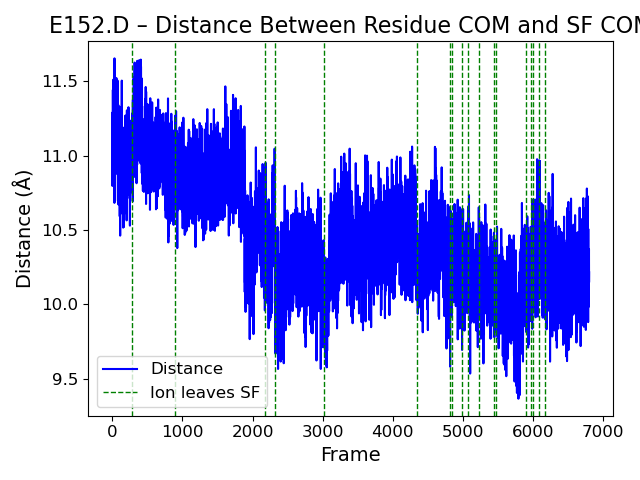 E152.D – Distance Between Residue COM and SF COM
11.5
11.0
10.5
10.0
9.5
Distance (Å)
Distance
Ion leaves SF
0 1000 2000 3000 4000 5000 6000 7000
Frame